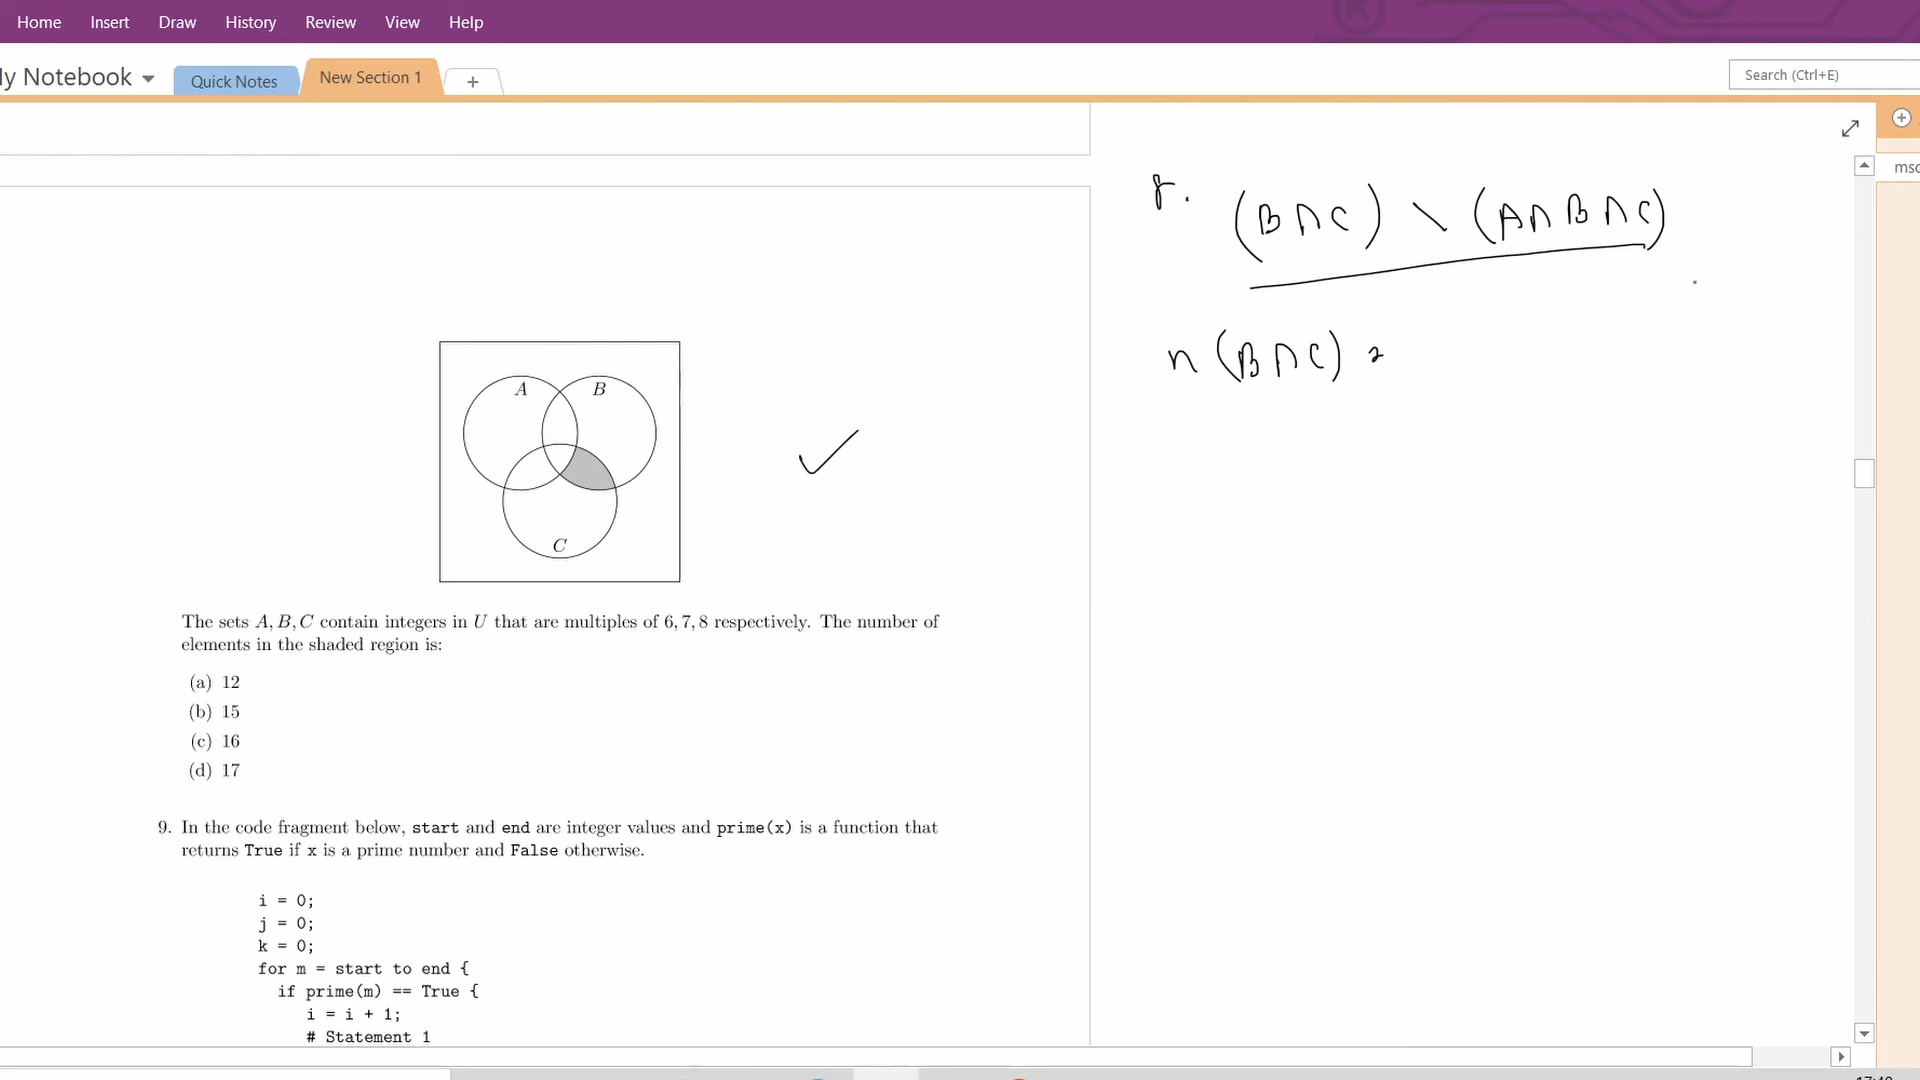 Home Insert Draw History Review View Help
y Notebook Quick Notes New Section 1 +
Search (Ctrl+E)
msc
8. (B∩C) \ (A∩B∩C)
n(B∩C) =
A B
C
The sets A, B, C contain integers in U that are multiples of 6, 7, 8 respectively. The number of
elements in the shaded region is:
(a) 12
(b) 15
(c) 16
(d) 17
9. In the code fragment below, start and end are integer values and prime(x) is a function that
returns True if x is a prime number and False otherwise.
i = 0;
j = 0;
k = 0;
for m = start to end {
if prime(m) == True {
i = i + 1;
# Statement 1